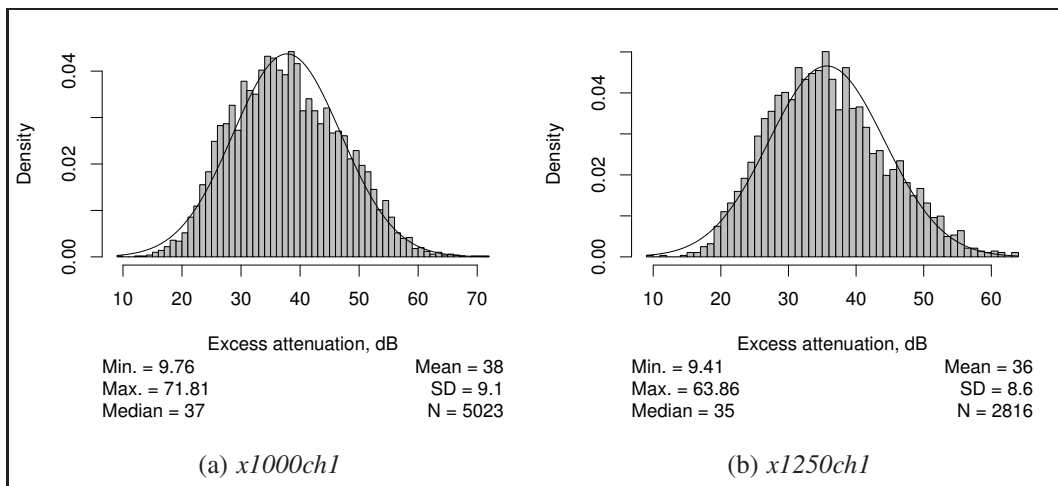 Density
0.00
0.02
0.04
10 20 30 40 50 60 70
Excess attenuation, dB
Min. = 9.76
Max. = 71.81
Median = 37
Mean = 38
SD = 9.1
N = 5023
(a) x1000ch1
Density
0.00
0.02
0.04
10 20 30 40 50 60
Excess attenuation, dB
Min. = 9.41
Max. = 63.86
Median = 35
Mean = 36
SD = 8.6
N = 2816
(b) x1250ch1